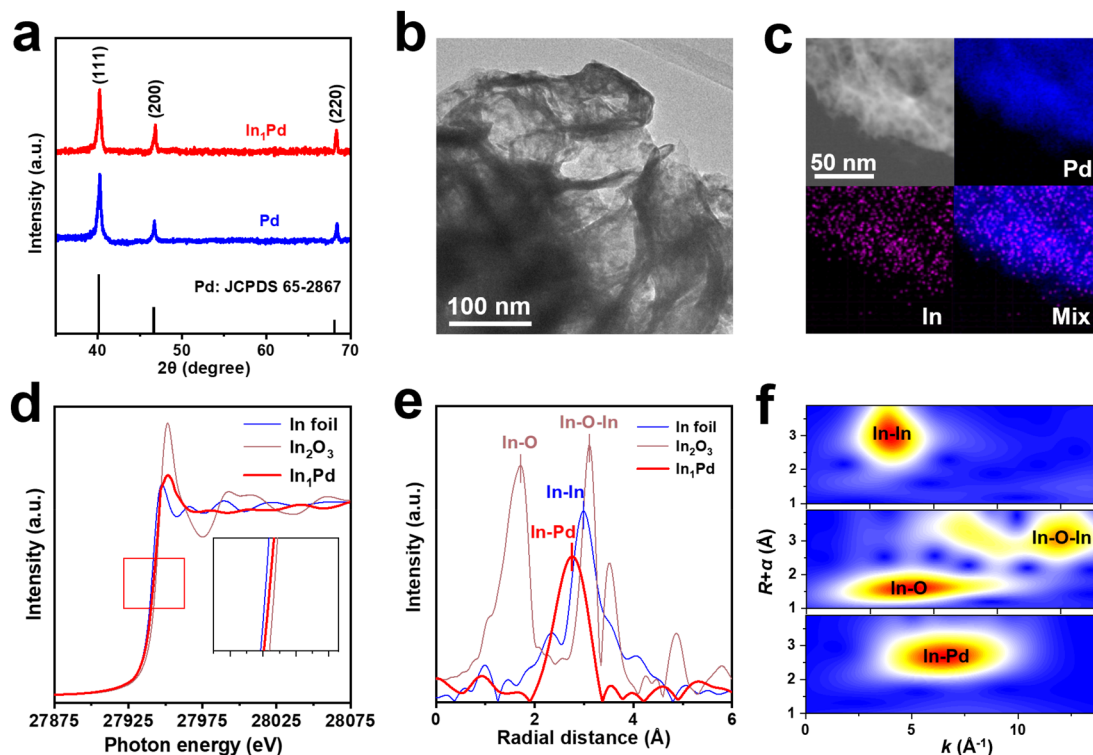 a
(111)
(200)
(220)
In₁Pd
Pd
Pd: JCPDS 65-2867
Intensity (a.u.)
40
50
60
70
2θ (degree)
b
100 nm
c
50 nm
Pd
In
Mix
d
In foil
In₂O₃
In₁Pd
Intensity (a.u.)
27875
27925
27975
28025
28075
Photon energy (eV)
e
In-O
In-O-In
In-In
In-Pd
In foil
In₂O₃
In₁Pd
Intensity (a.u.)
0
2
4
6
Radial distance (Å)
f
In-In
3
2
1
In-O-In
In-O
3
2
1
In-Pd
3
2
1
R+α (Å)
0
5
10
k (Å⁻¹)